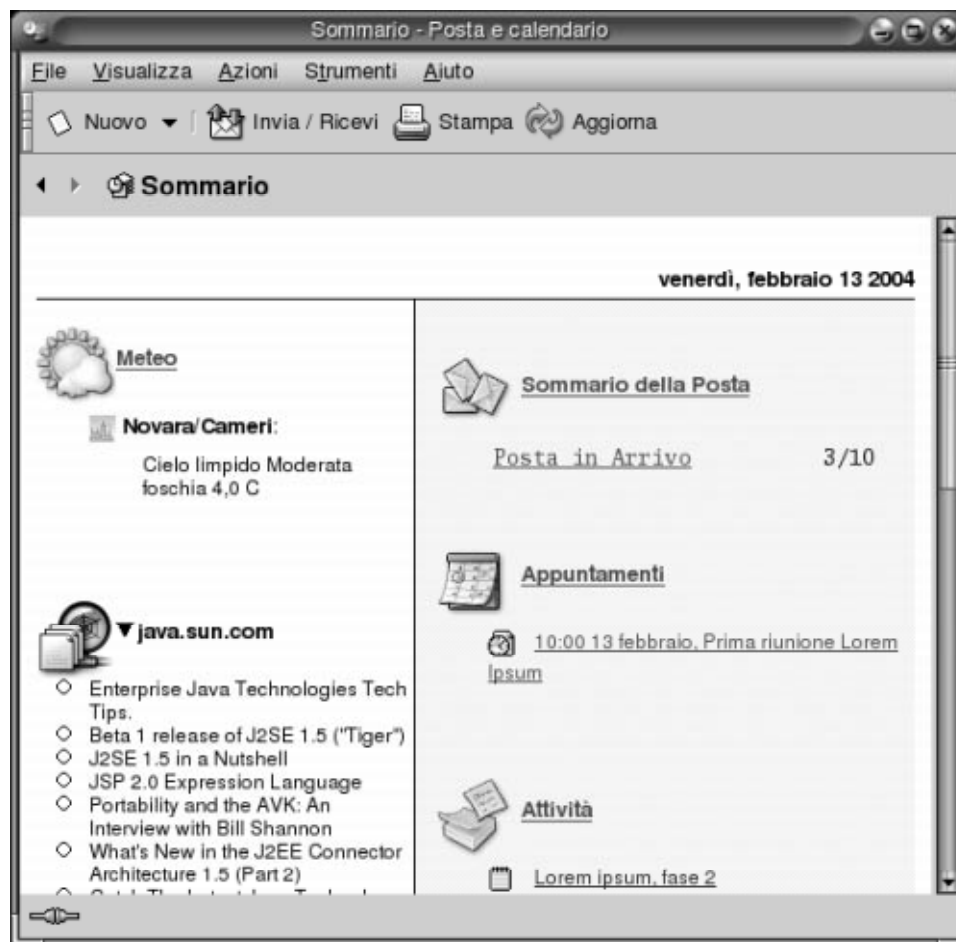 Sommario - Posta e calendario
File Visualizza Azioni Strumenti Aiuto
Nuovo Invia / Ricevi Stampa Aggiorna
Sommario
venerdì, febbraio 13 2004
Meteo
Novara/Cameri:
Cielo limpido Moderata
foschia 4,0 C
java.sun.com
Enterprise Java Technologies Tech
Tips.
Beta 1 release of J2SE 1.5 ("Tiger")
J2SE 1.5 in a Nutshell
JSP 2.0 Expression Language
Portability and the AVK: An
Interview with Bill Shannon
What's New in the J2EE Connector
Architecture 1.5 (Part 2)
Sommario della Posta
Posta in Arrivo 3/10
Appuntamenti
10:00 13 febbraio, Prima riunione Lorem
Ipsum
Attività
Lorem ipsum, fase 2